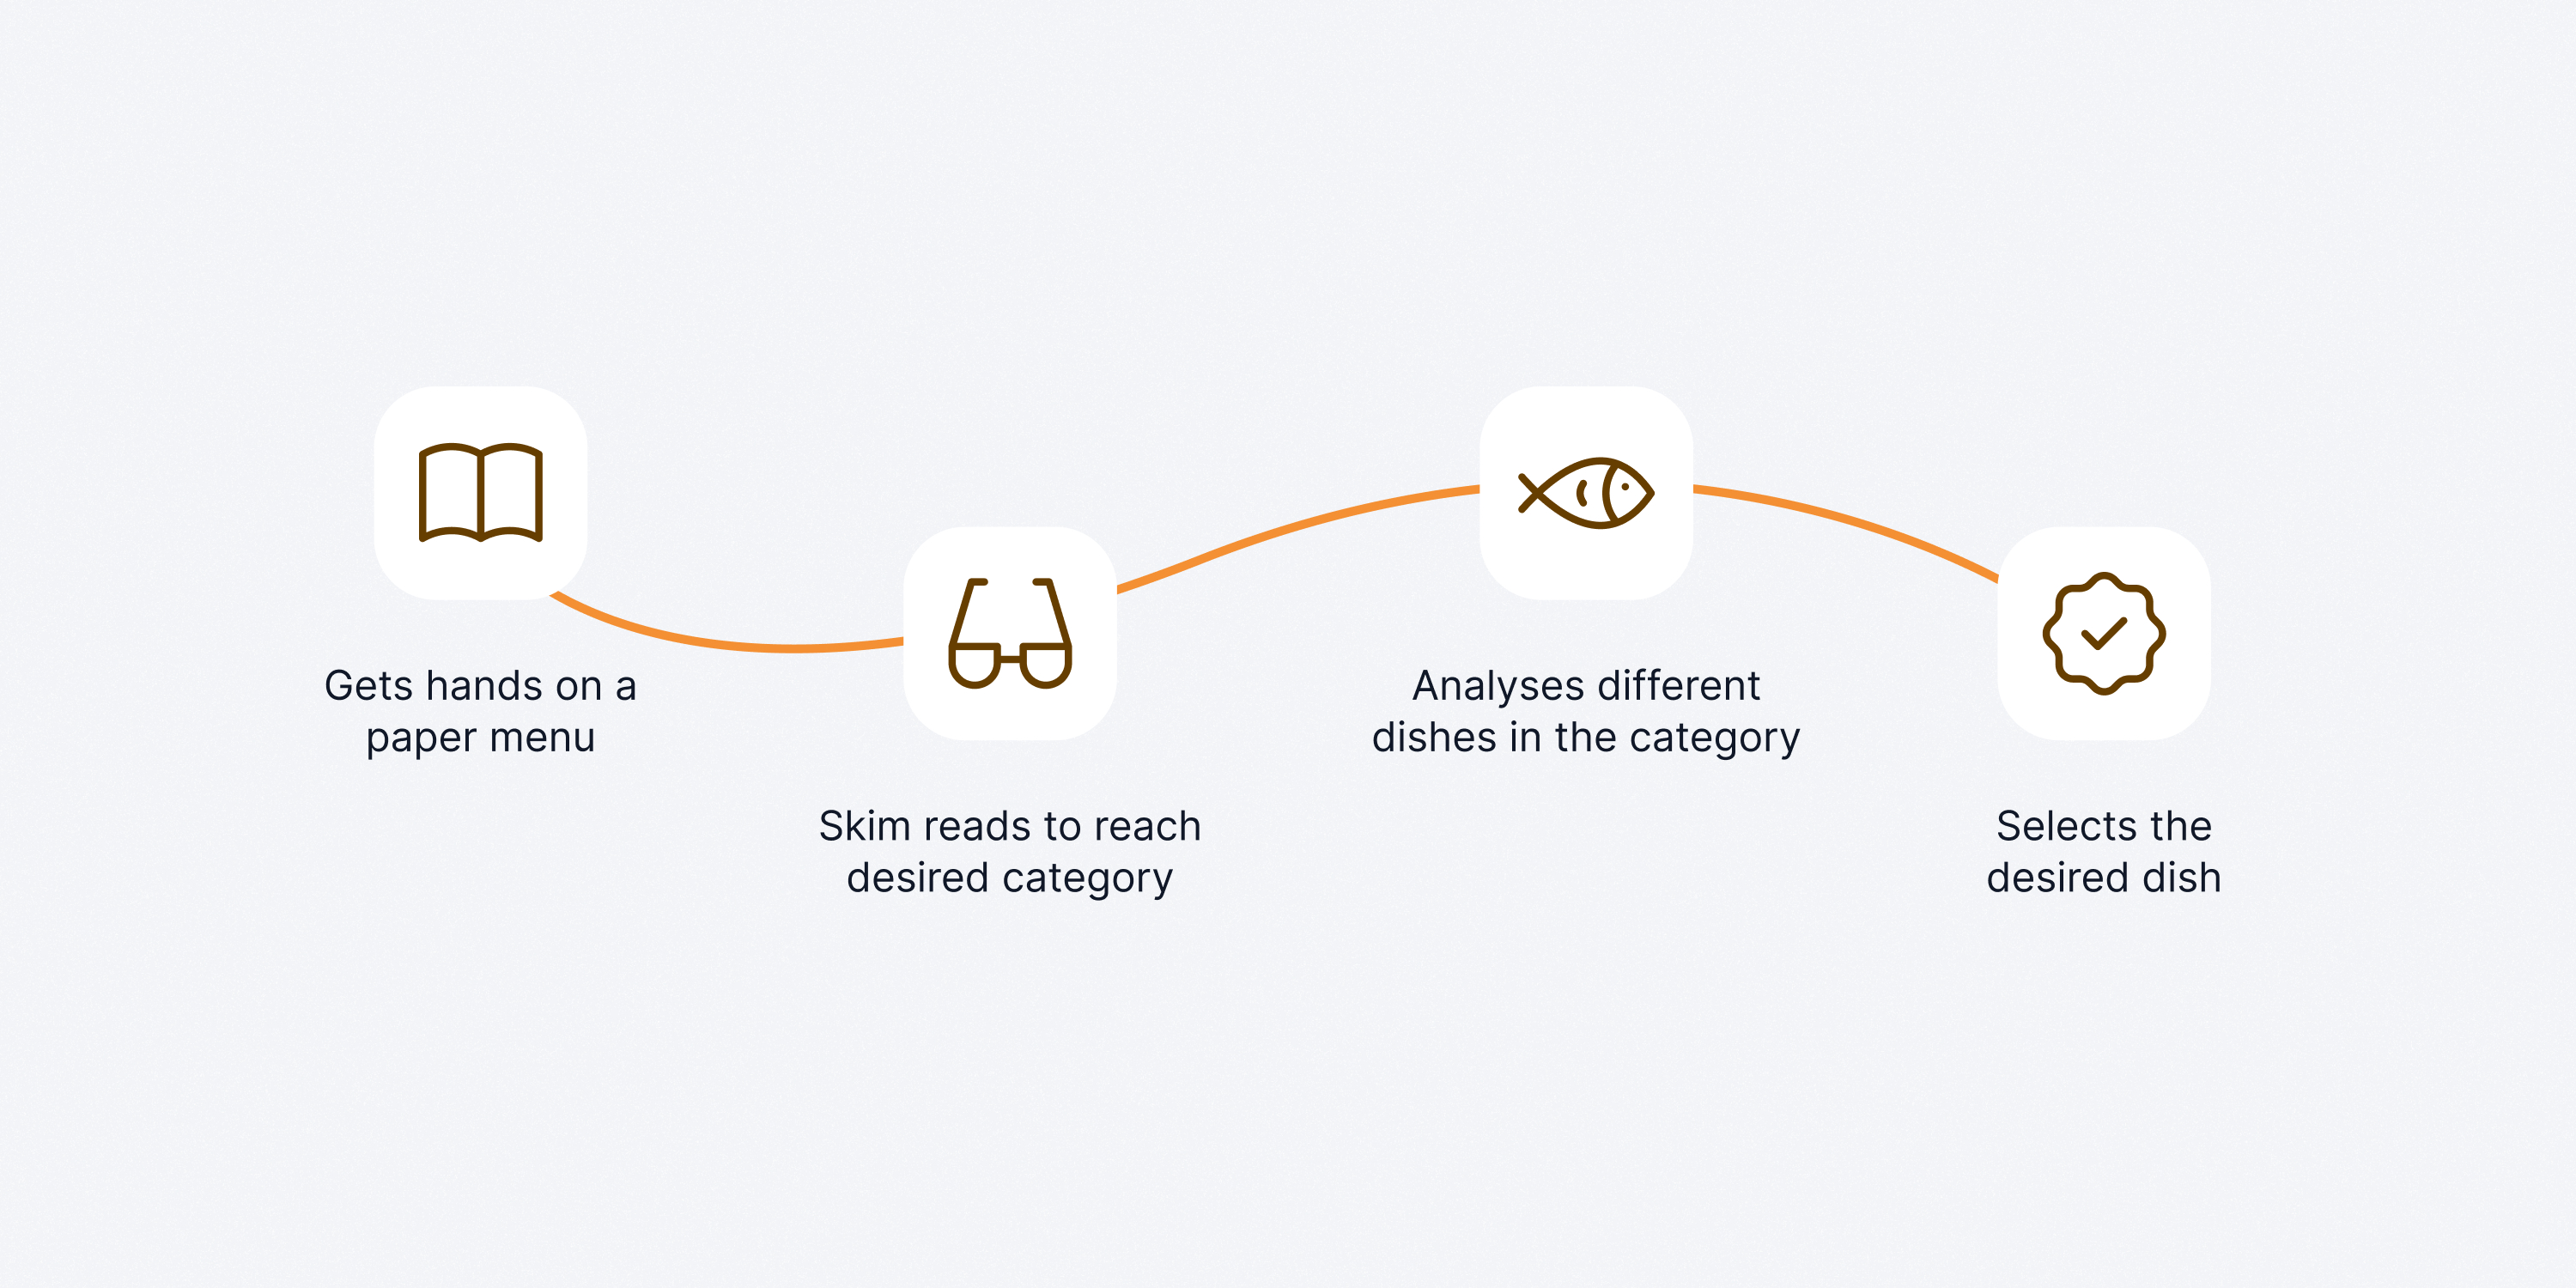 Gets hands on a
paper menu
Skim reads to reach
desired category
Analyses different
dishes in the category
Selects the
desired dish